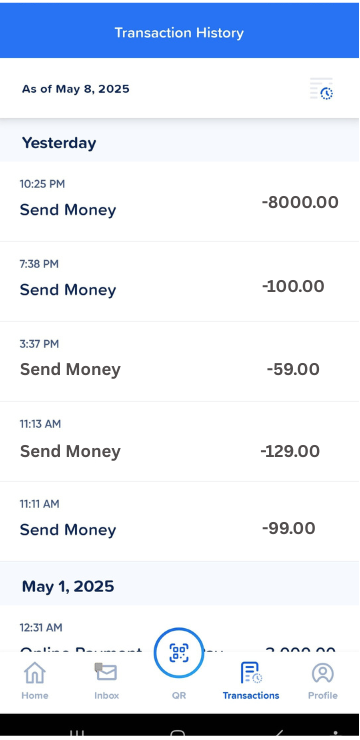 Transaction History
As of May 8, 2025
Yesterday
10:25 PM
Send Money -8000.00
7:38 PM
Send Money -100.00
3:37 PM
Send Money -59.00
11:13 AM
Send Money -129.00
11:11 AM
Send Money -99.00
May 1, 2025
12:31 AM
Online Payment
Home Inbox QR Transactions Profile